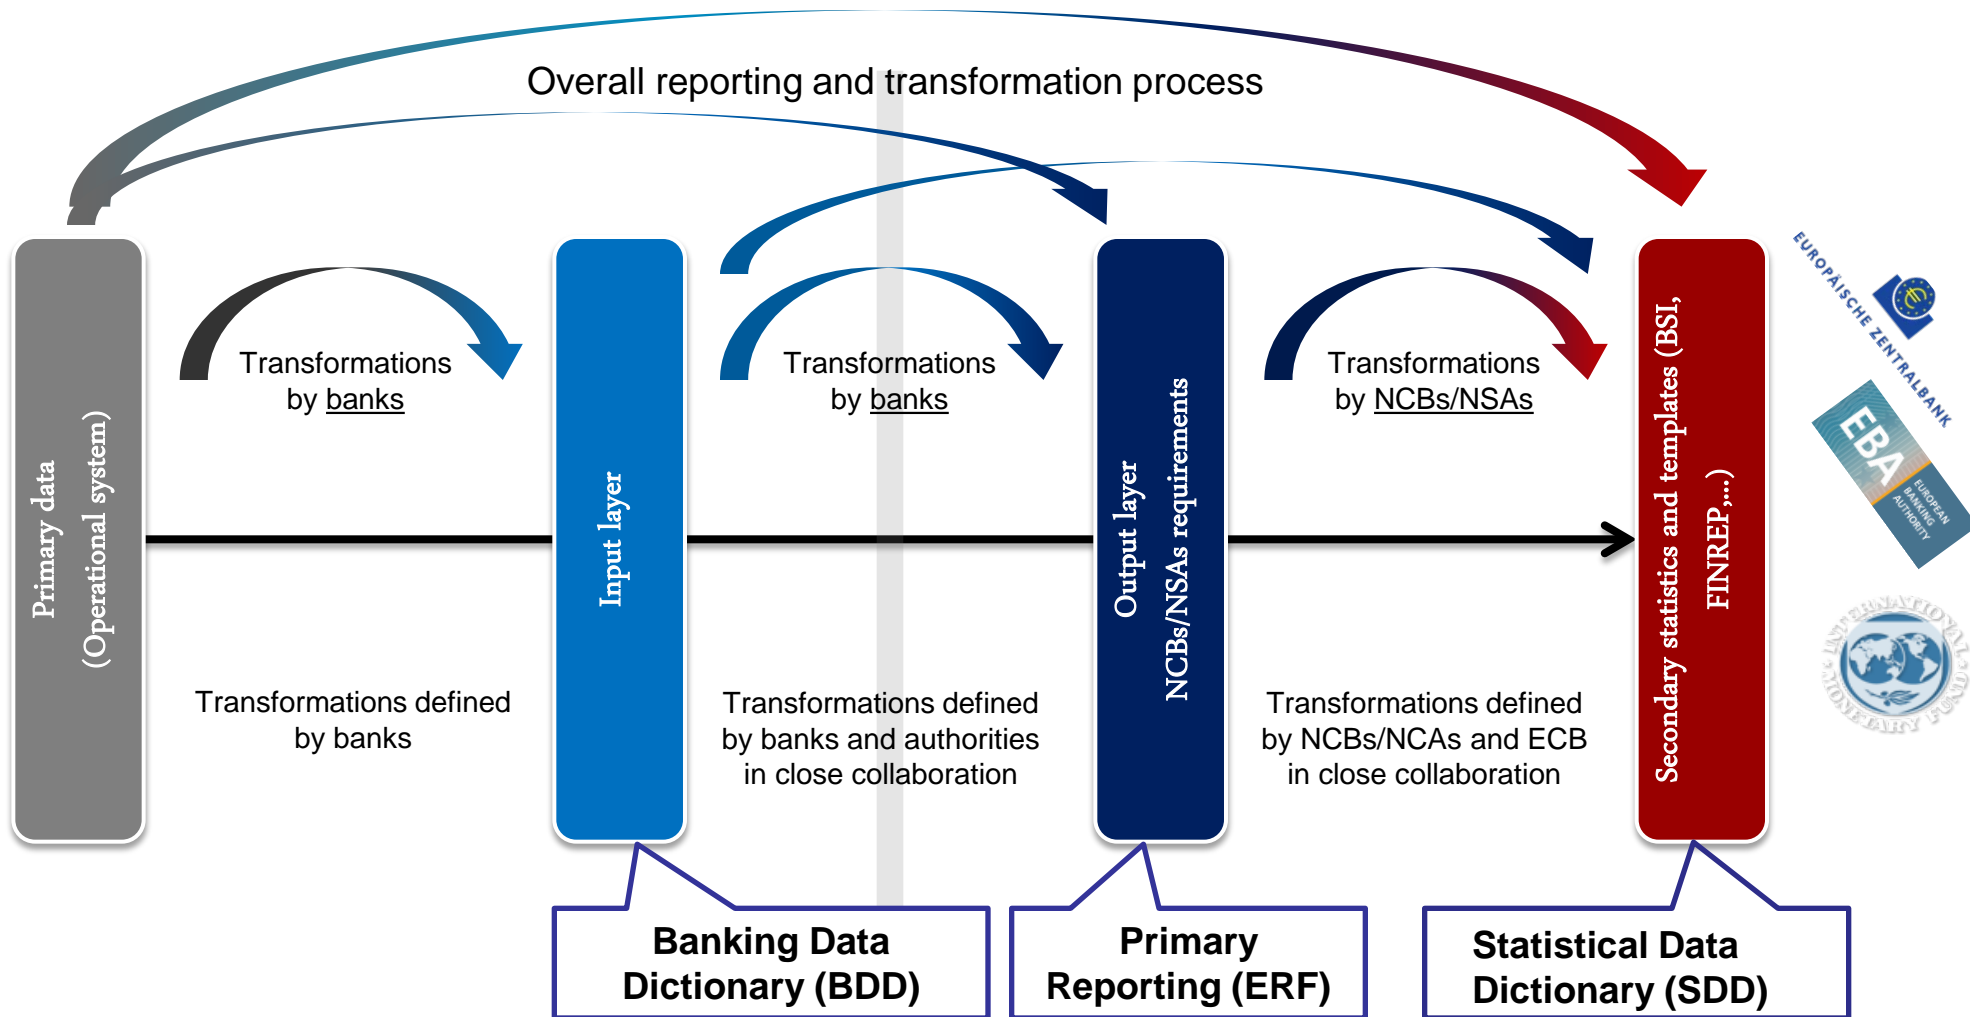 Overall reporting and transformation process
Primary data
(Operational system)
Transformations
by banks
Input layer
Transformations
by banks
Output layer
NCBs/NSAs requirements
Transformations
by NCBs/NSAs
Secondary statistics and templates (BSI,
FINREP,...)
Transformations defined
by banks
Transformations defined
by banks and authorities
in close collaboration
Transformations defined
by NCBs/NCAs and ECB
in close collaboration
Banking Data
Dictionary (BDD)
Primary
Reporting (ERF)
Statistical Data
Dictionary (SDD)
EUROPÄISCHE ZENTRALBANK
EBA
EUROPEAN
BANKING
AUTHORITY
INTERNATIONAL
MONETARY FUND